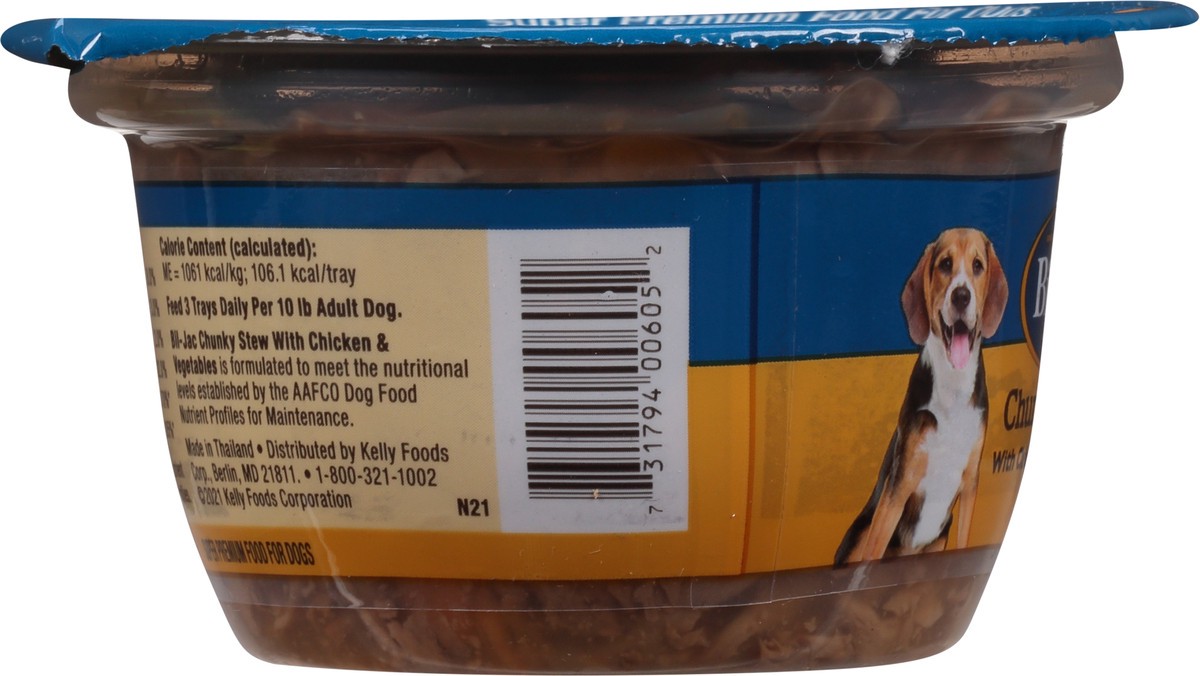 Super Premium Food For Dogs
Calorie Content (calculated):
ME = 1061 kcal/kg; 106.1 kcal/tray
Feed 3 Trays Daily Per 10 lb Adult Dog.
Bil-Jac Chunky Stew With Chicken &
Vegetables is formulated to meet the nutritional
levels established by the AAFCO Dog Food
Nutrient Profiles for Maintenance.
Made in Thailand • Distributed by Kelly Foods
Corp., Berlin, MD 21811. • 1-800-321-1002
©2021 Kelly Foods Corporation
N21
SUPER PREMIUM FOOD FOR DOGS
7 31794 00605 2
B
Chu
With C